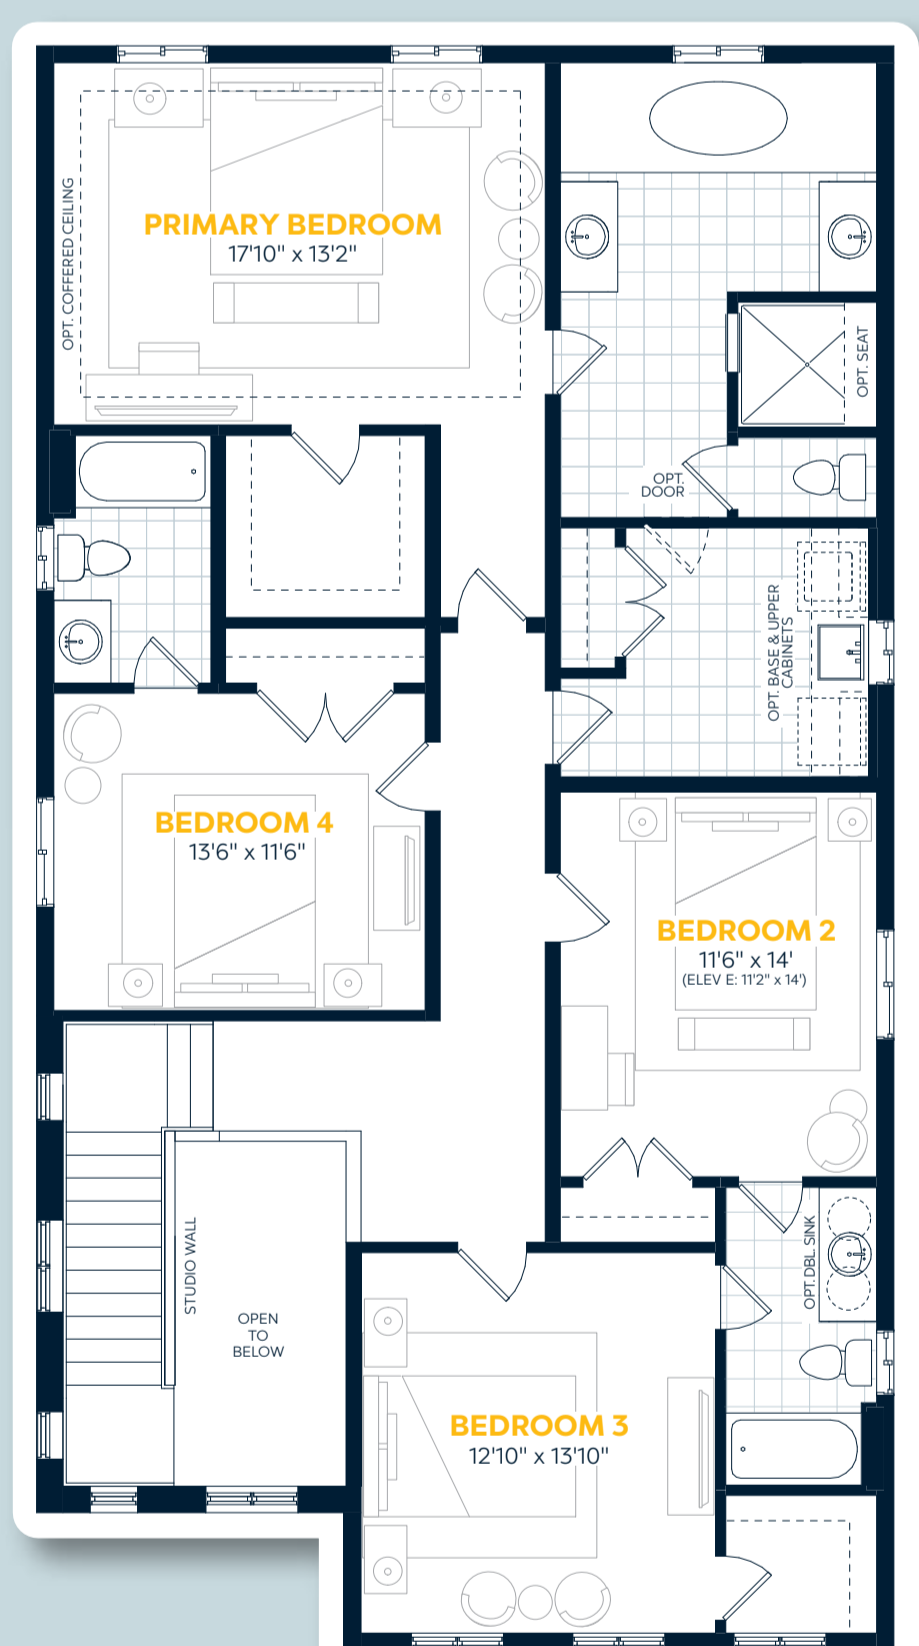 OPT. COFFERED CEILING
PRIMARY BEDROOM
17'10" x 13'2"
OPT. SEAT
OPT.
DOOR
OPT. BASE & UPPER
CABINETS
BEDROOM 4
13'6" x 11'6"
BEDROOM 2
11'6" x 14'
(ELEV E: 11'2" x 14')
STUDIO WALL
OPEN
TO
BELOW
OPT. DBL. SINK
BEDROOM 3
12'10" x 13'10"